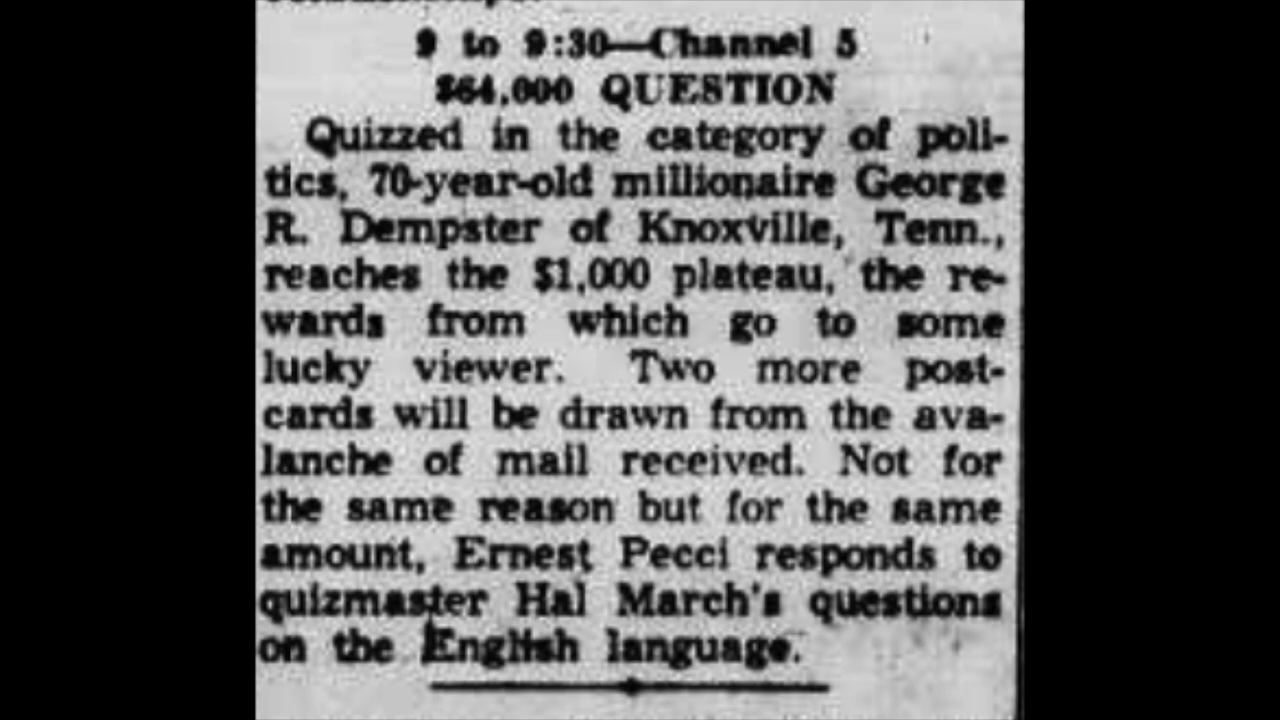 9 to 9:30—Channel 5
$64,000 QUESTION
Quizzed in the category of poli-
tics, 70-year-old millionaire George
R. Dempster of Knoxville, Tenn.,
reaches the $1,000 plateau, the re-
wards from which go to some
lucky viewer. Two more post-
cards will be drawn from the ava-
lanche of mail received. Not for
the same reason but for the same
amount, Ernest Pecci responds to
quizmaster Hal March's questions
on the English language.